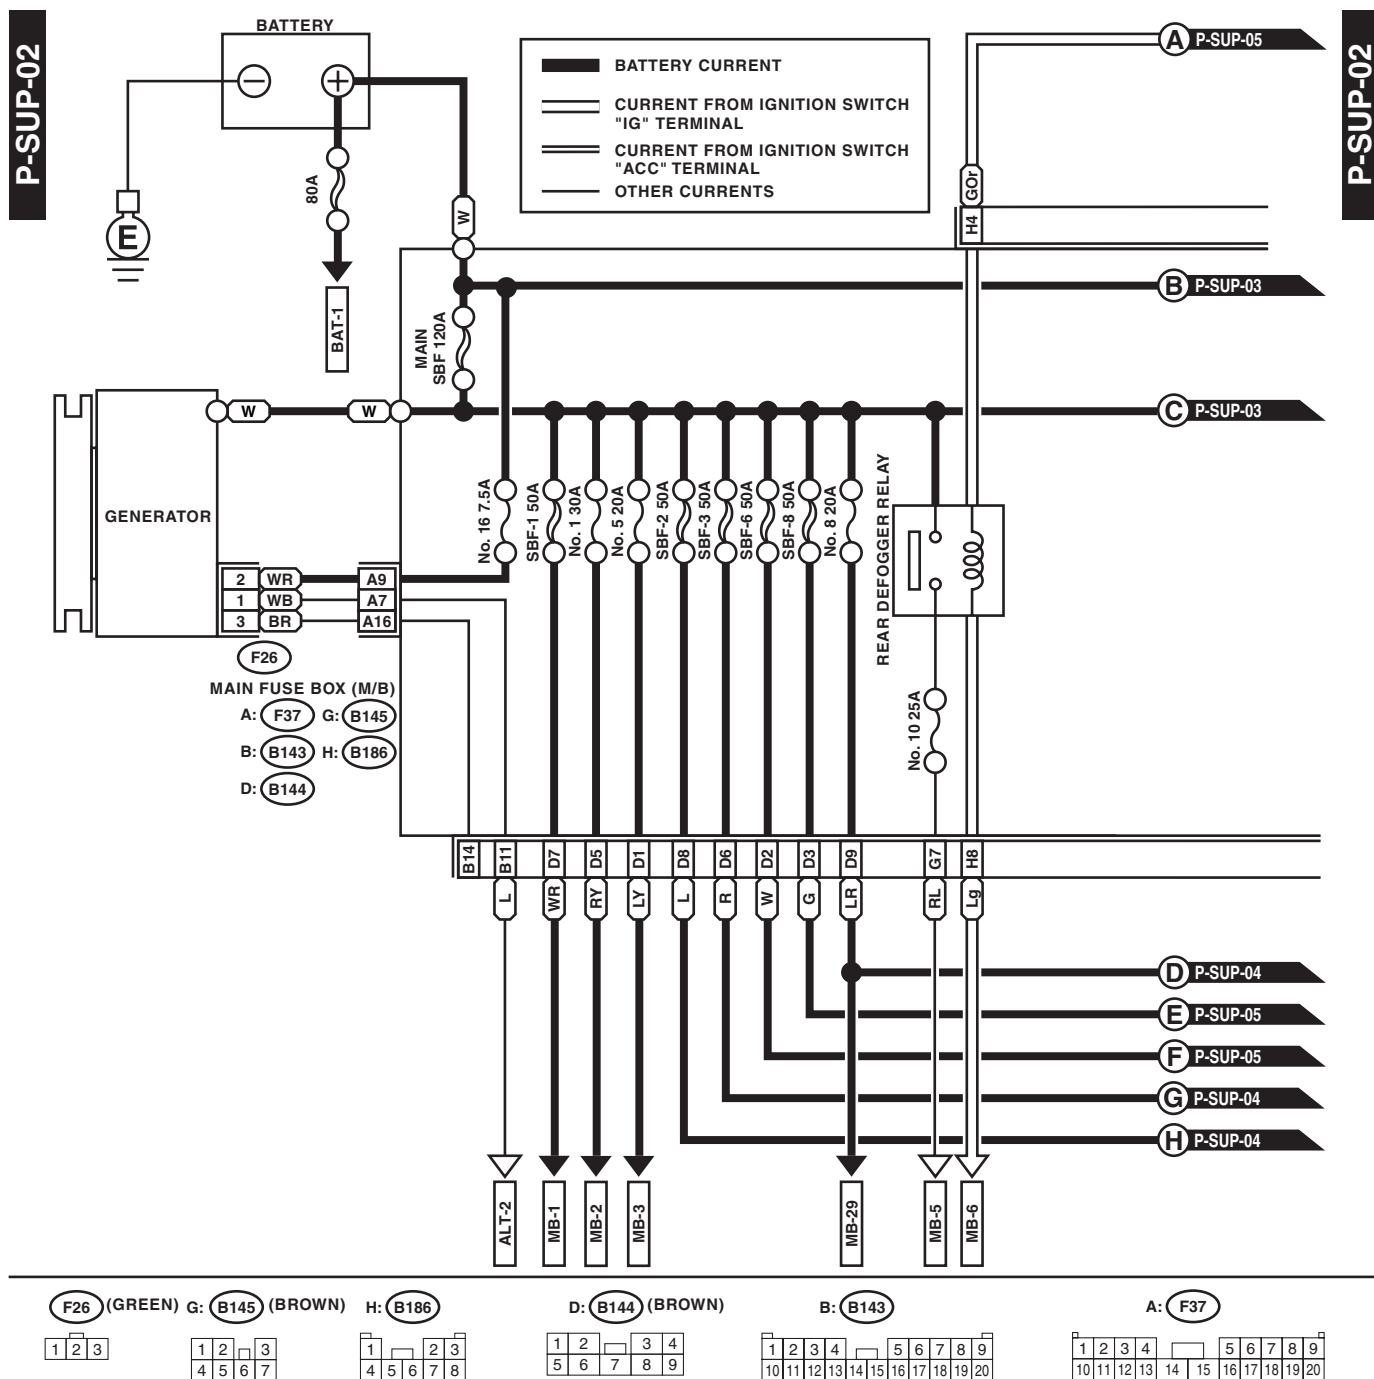 P-SUP-02
P-SUP-02
BATTERY
BATTERY CURRENT
CURRENT FROM IGNITION SWITCH
"IG" TERMINAL
CURRENT FROM IGNITION SWITCH
"ACC" TERMINAL
OTHER CURRENTS
A P-SUP-05
80A
W
GOr
H4
E
BAT-1
B P-SUP-03
MAIN
SBF 120A
W W
C P-SUP-03
GENERATOR
No. 16 7.5A
SBF-1 50A
No. 1 30A
No. 5 20A
SBF-2 50A
SBF-3 50A
SBF-6 50A
SBF-8 50A
No. 8 20A
REAR DEFOGGER RELAY
2 WR A9
1 WB A7
3 BR A16
F26
MAIN FUSE BOX (M/B)
A: F37 G: B145
B: B143 H: B186
D: B144
No. 10 25A
B14 B11 D7 D5 D1 D8 D6 D2 D3 D9 G7 H8
L WR RY LY L R W G LR RL Lg
D P-SUP-04
E P-SUP-05
F P-SUP-05
G P-SUP-04
H P-SUP-04
ALT-2 MB-1 MB-2 MB-3 MB-29 MB-5 MB-6
F26 (GREEN) G: B145 (BROWN) H: B186 D: B144 (BROWN) B: B143 A: F37
1 2 3
1 2 3
4 5 6 7
1 2 3
4 5 6 7 8
1 2 3 4
5 6 7 8 9
1 2 3 4 5 6 7 8 9
10 11 12 13 14 15 16 17 18 19 20
1 2 3 4 5 6 7 8 9
10 11 12 13 14 15 16 17 18 19 20